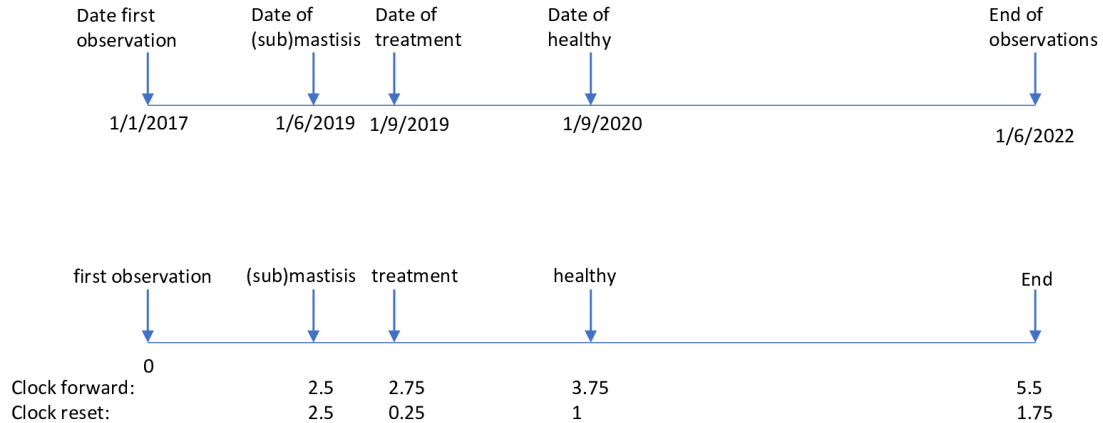 Date first observation
Date of (sub)mastisis
Date of treatment
Date of healthy
End of observations
1/1/2017
1/6/2019
1/9/2019
1/9/2020
1/6/2022
first observation
(sub)mastisis
treatment
healthy
End
0
Clock forward: 2.5 2.75 3.75 5.5
Clock reset: 2.5 0.25 1 1.75